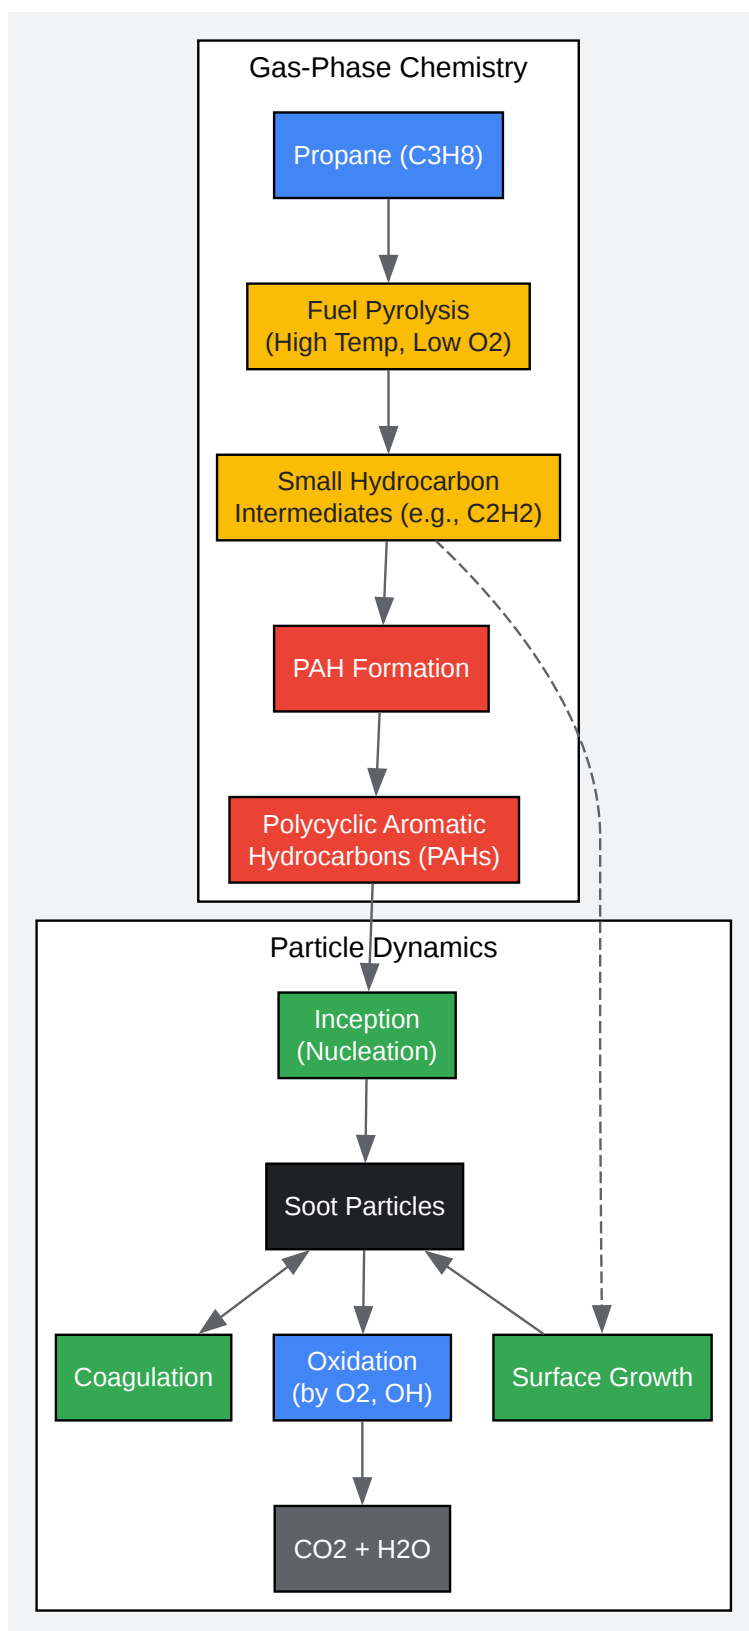 Gas-Phase Chemistry
Propane (C3H8)
Fuel Pyrolysis
(High Temp, Low O2)
Small Hydrocarbon
Intermediates (e.g., C2H2)
PAH Formation
Polycyclic Aromatic
Hydrocarbons (PAHs)
Particle Dynamics
Inception
(Nucleation)
Soot Particles
Coagulation
Oxidation
(by O2, OH)
Surface Growth
CO2 + H2O